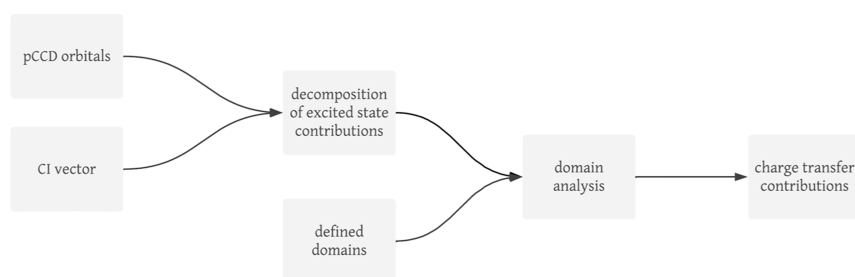 pCCD orbitals
CI vector
decomposition
of excited state
contributions
defined
domains
domain
analysis
charge transfer
contributions